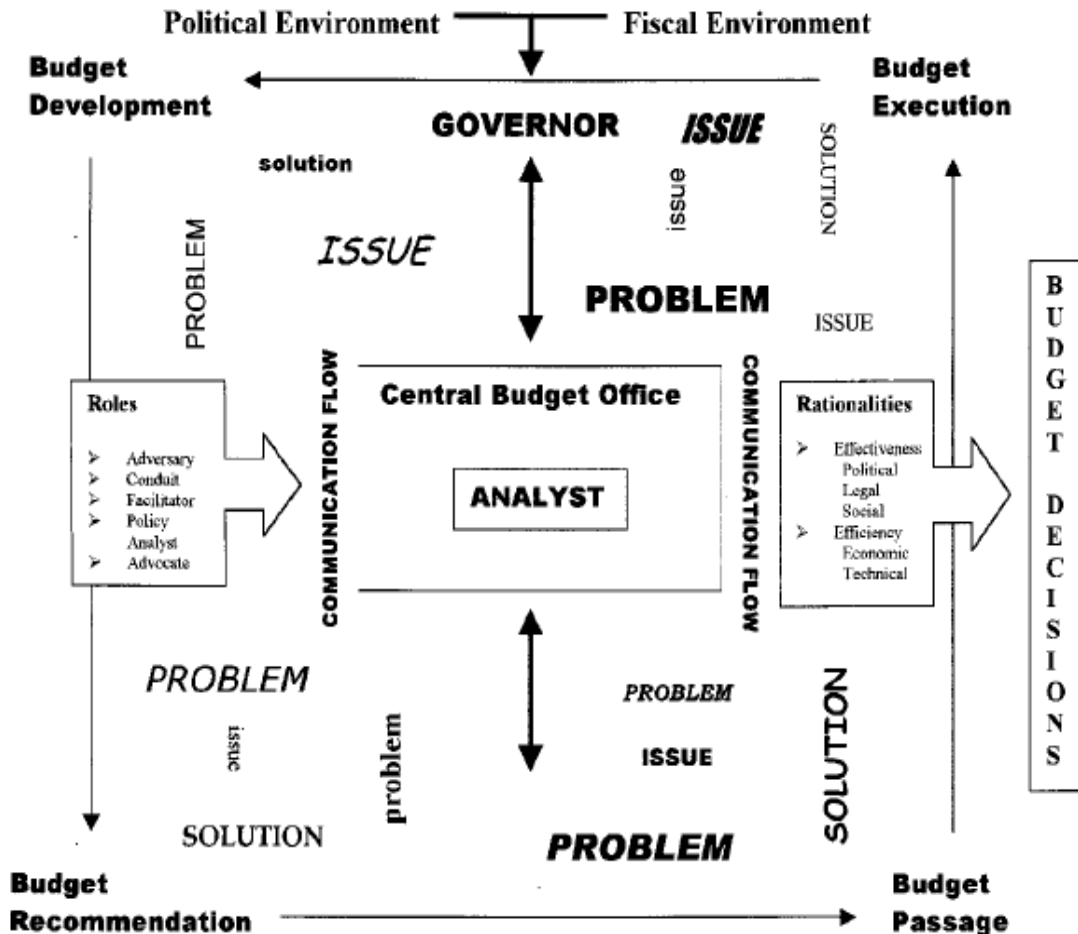 Political Environment
Fiscal Environment
Budget
Development
Budget
Execution
GOVERNOR
ISSUE
solution
issue
SOLUTION
PROBLEM
ISSUE
PROBLEM
ISSUE
Roles
➢ Adversary
➢ Conduit
➢ Facilitator
➢ Policy
Analyst
➢ Advocate
COMMUNICATION FLOW
Central Budget Office
ANALYST
COMMUNICATION FLOW
Rationalities
➢ Effectiveness
Political
Legal
Social
➢ Efficiency
Economic
Technical
BUDGET DECISIONS
PROBLEM
issue
problem
SOLUTION
PROBLEM
ISSUE
SOLUTION
PROBLEM
Budget
Recommendation
Budget
Passage